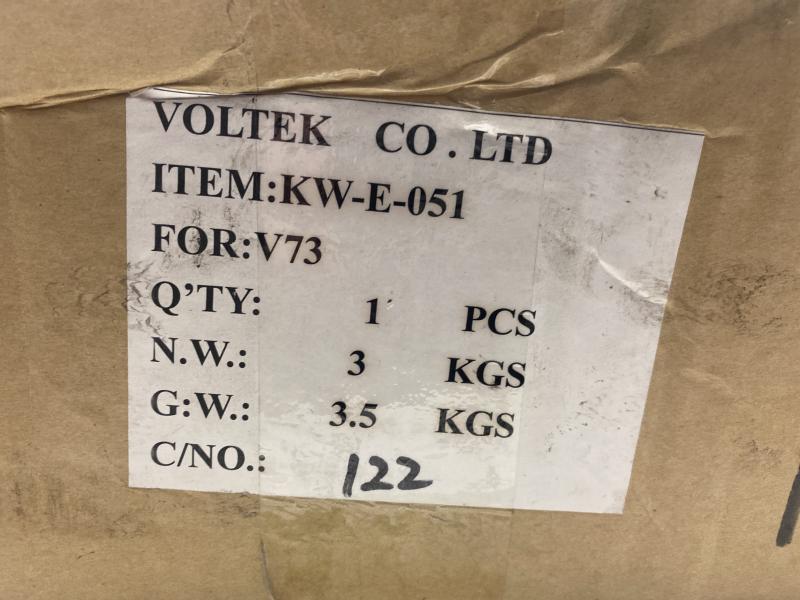 VOLTEK CO. LTD
ITEM:KW-E-051
FOR:V73
Q'TY: 1 PCS
N.W.: 3 KGS
G:W.: 3.5 KGS
C/NO.: 122